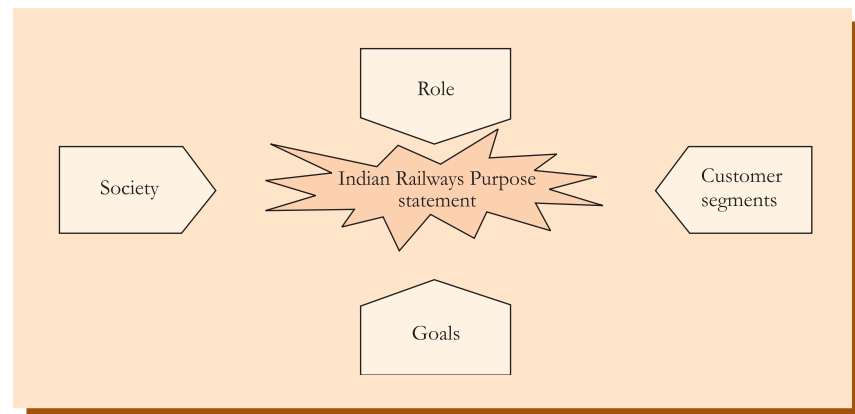 Role
Society
Indian Railways Purpose
statement
Customer
segments
Goals